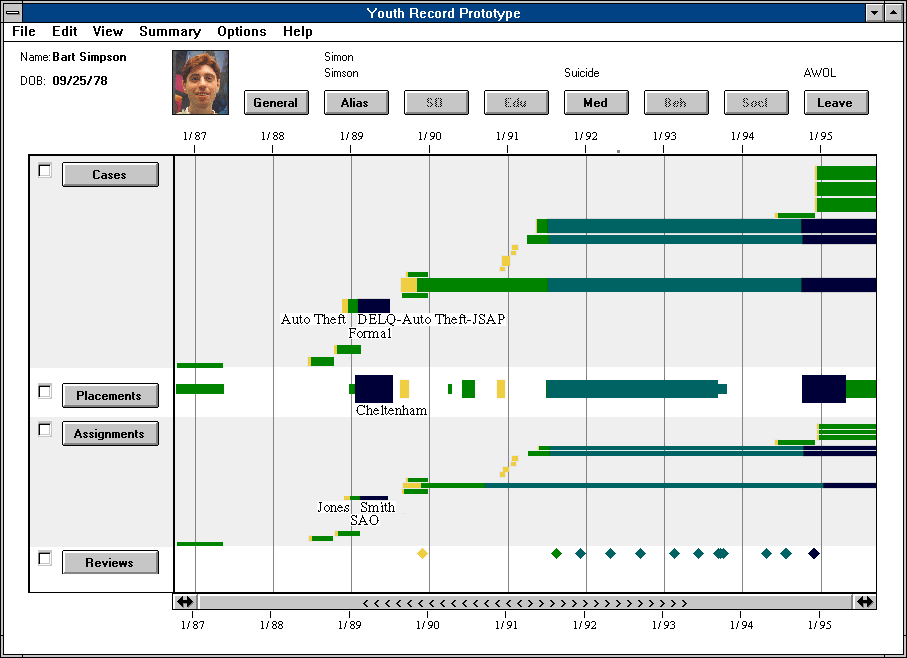 Youth Record Prototype
File Edit View Summary Options Help
Name: Bart Simpson
DOB: 09/25/78
Simon
Simson
Suicide
AWOL
General Alias SO Edu Med Beh Socl Leave
1/87 1/88 1/89 1/90 1/91 1/92 1/93 1/94 1/95
Cases
Auto Theft DELQ-Auto Theft-JSAP
Formal
Placements
Cheltenham
Assignments
Jones Smith
SAO
Reviews
1/87 1/88 1/89 1/90 1/91 1/92 1/93 1/94 1/95